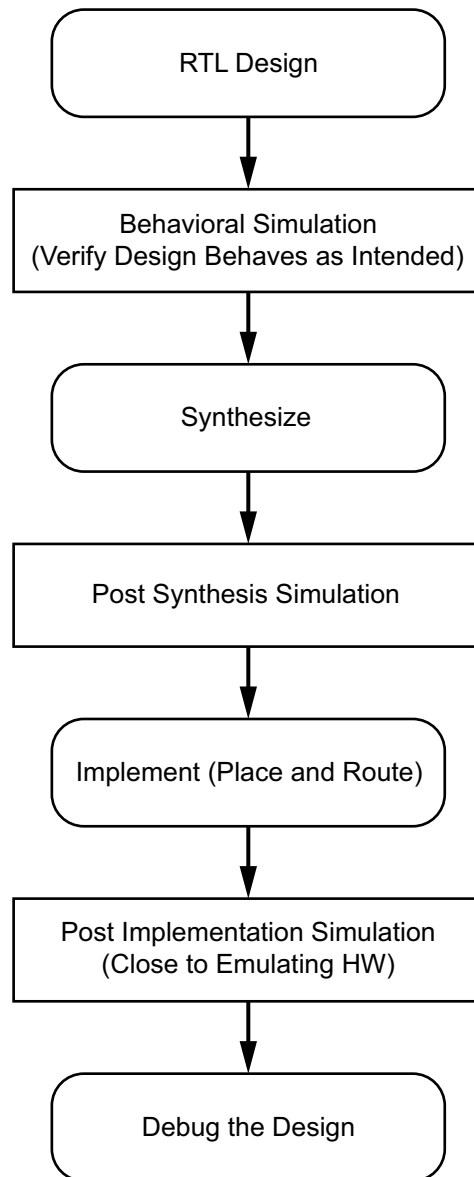 RTL Design
Behavioral Simulation
(Verify Design Behaves as Intended)
Synthesize
Post Synthesis Simulation
Implement (Place and Route)
Post Implementation Simulation
(Close to Emulating HW)
Debug the Design